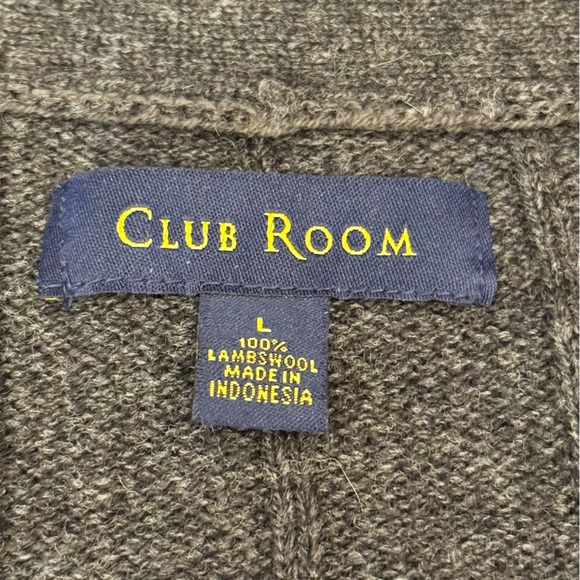 CLUB ROOM
L
100%
LAMBSWOOL
MADE IN
INDONESIA